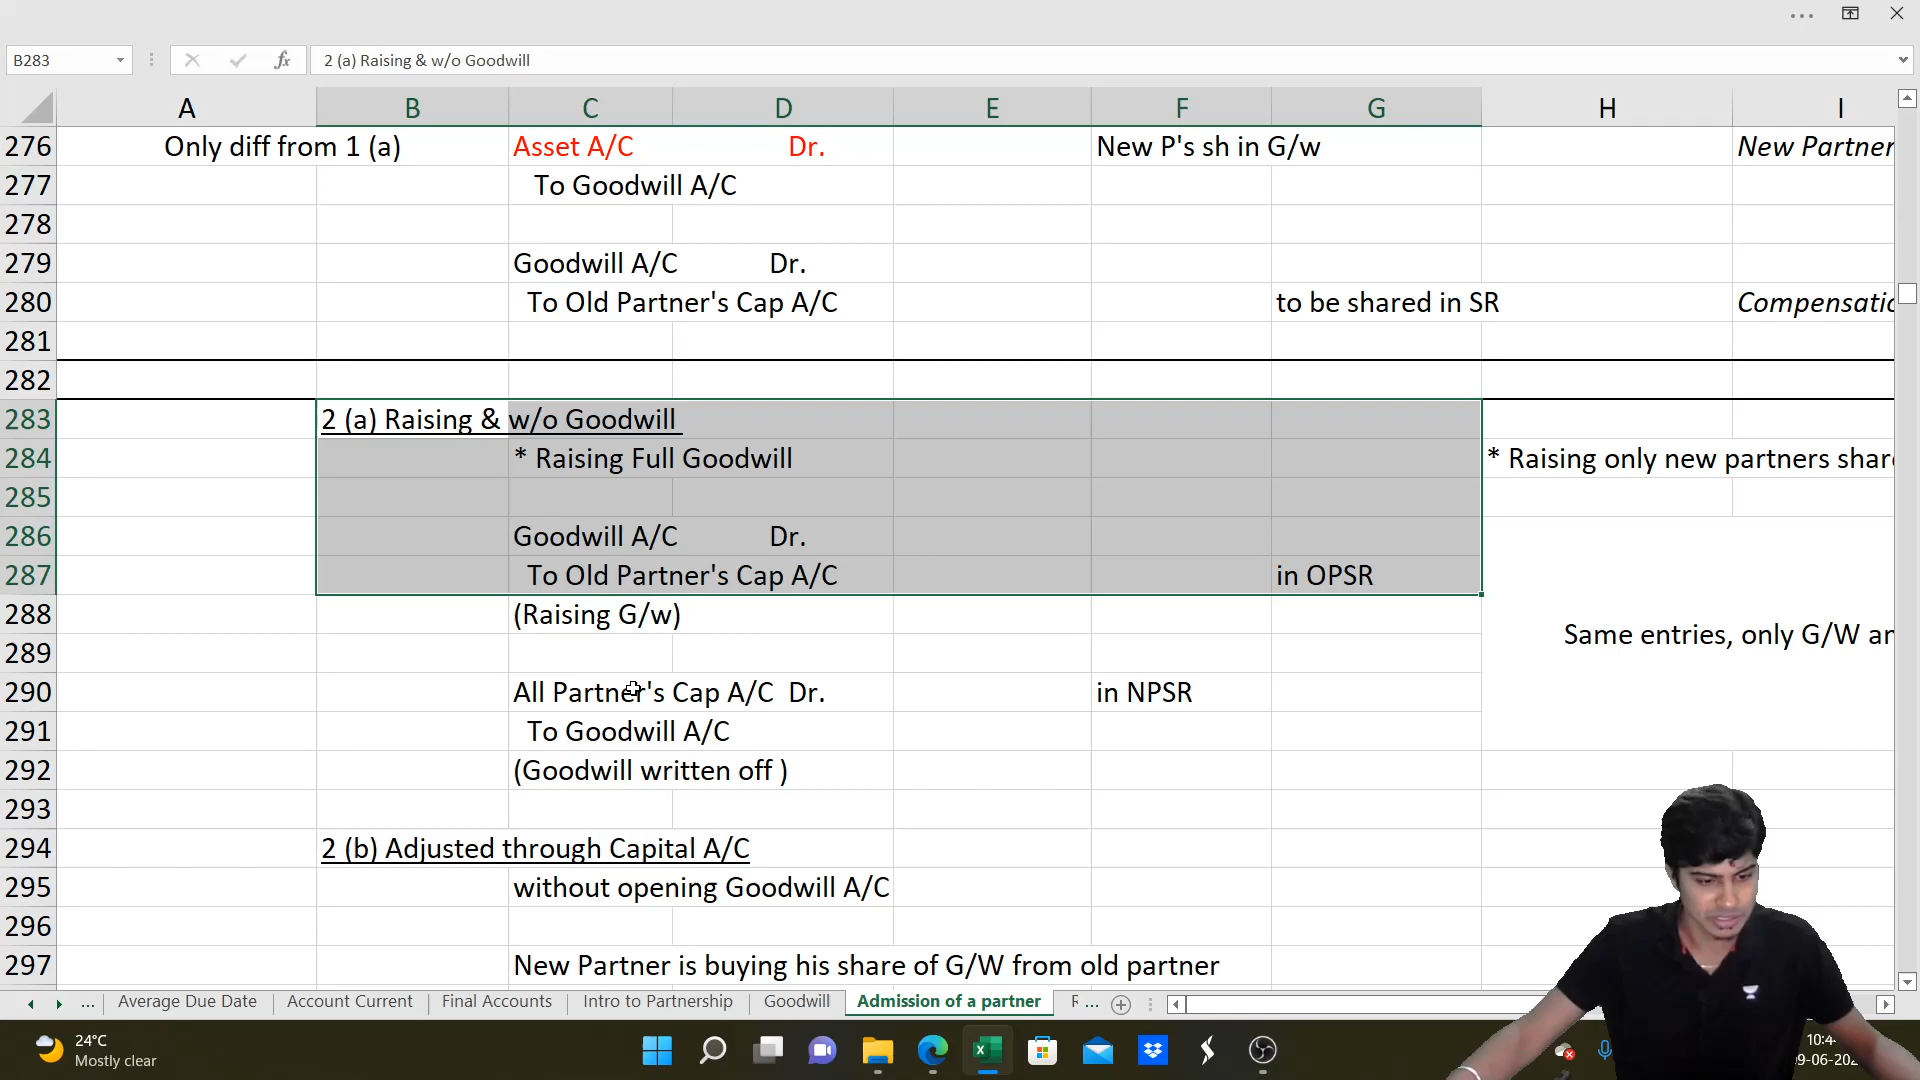 B283
fx
2 (a) Raising & w/o Goodwill
A B C D E F G H I
276 Only diff from 1 (a) Asset A/C Dr. New P's sh in G/w New Partner
277 To Goodwill A/C
278
279 Goodwill A/C Dr.
280 To Old Partner's Cap A/C to be shared in SR Compensatio
281
282
283 2 (a) Raising & w/o Goodwill
284 * Raising Full Goodwill * Raising only new partners share
285
286 Goodwill A/C Dr.
287 To Old Partner's Cap A/C in OPSR
288 (Raising G/w)
Same entries, only G/W an
289
290 All Partner's Cap A/C Dr. in NPSR
291 To Goodwill A/C
292 (Goodwill written off )
293
294 2 (b) Adjusted through Capital A/C
295 without opening Goodwill A/C
296
297 New Partner is buying his share of G/W from old partner
... Average Due Date Account Current Final Accounts Intro to Partnership Goodwill Admission of a partner R ...
24°C
Mostly clear
10:4
9-06-202